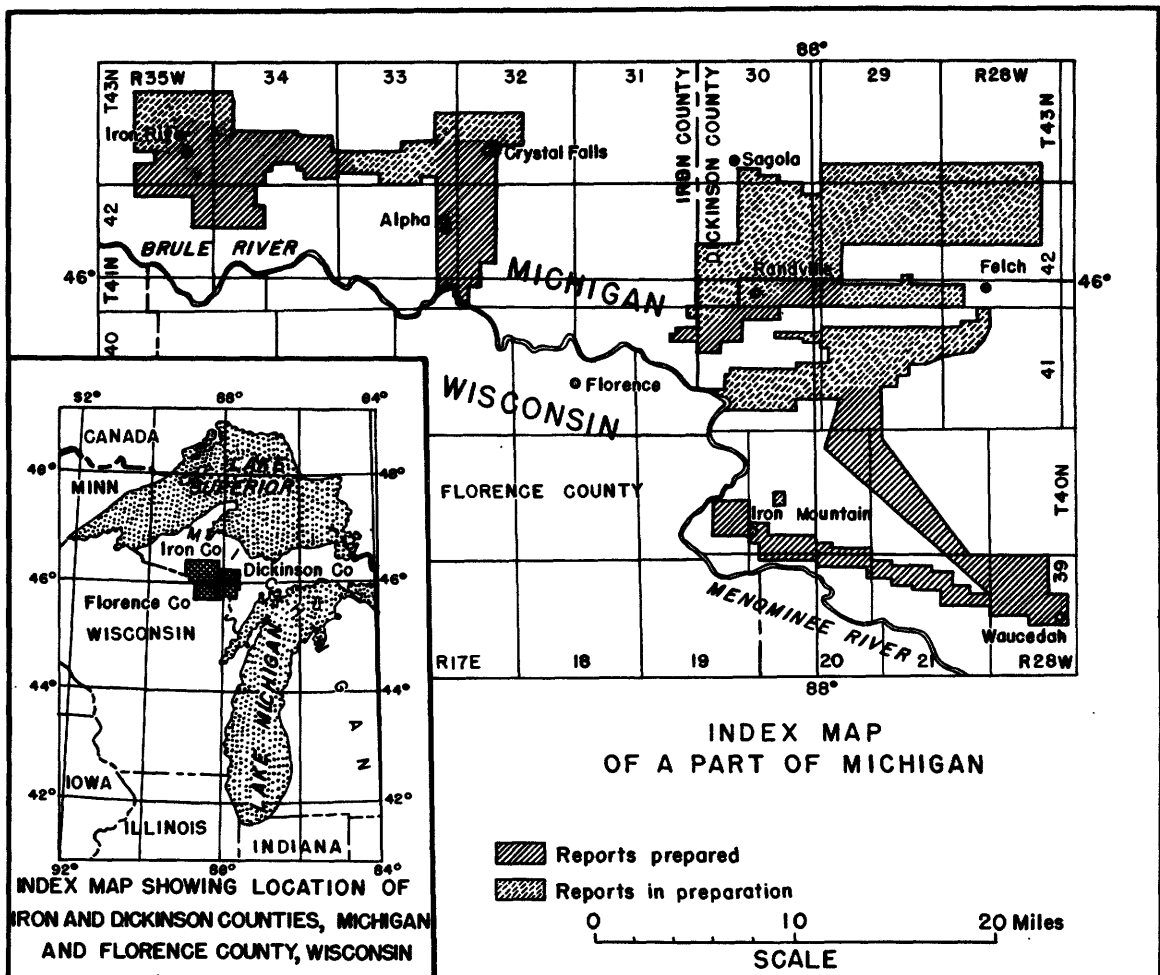 88°
R35W 34 33 32 31 30 29 R28W
T43N
T43N
IRON COUNTY
DICKINSON COUNTY
Iron River
Crystal Falls
Sagola
42
Alpha
BRULE RIVER
42
46°
T41N
MICHIGAN
Randville
Felch
46°
40
WISCONSIN
Florence
41
FLORENCE COUNTY
T40N
Iron Mountain
39
MENOMINEE RIVER
Waucedah
R17E 18 19 20 21 R28W
88°
92° 88° 84°
CANADA
48° 48°
MINN
LAKE
SUPERIOR
Iron Co
46° Dickinson Co 46°
Florence Co
WISCONSIN
LAKE MICHIGAN
G
A
N
44° 44°
IOWA
42° 42°
ILLINOIS
INDIANA
92° 88° 84°
INDEX MAP SHOWING LOCATION OF
IRON AND DICKINSON COUNTIES, MICHIGAN
AND FLORENCE COUNTY, WISCONSIN
INDEX MAP
OF A PART OF MICHIGAN
Reports prepared
Reports in preparation
0 10 20 Miles
SCALE